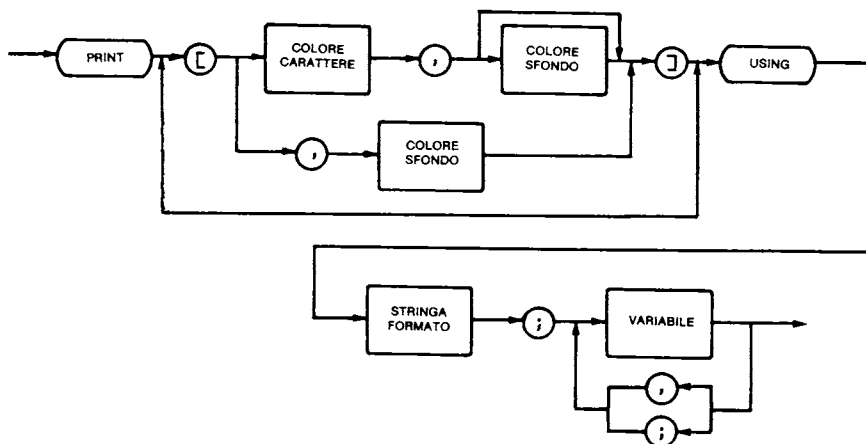 PRINT
[
COLORE
CARATTERE
,
COLORE
SFONDO
]
USING
,
COLORE
SFONDO
STRINGA
FORMATO
;
VARIABILE
,
;